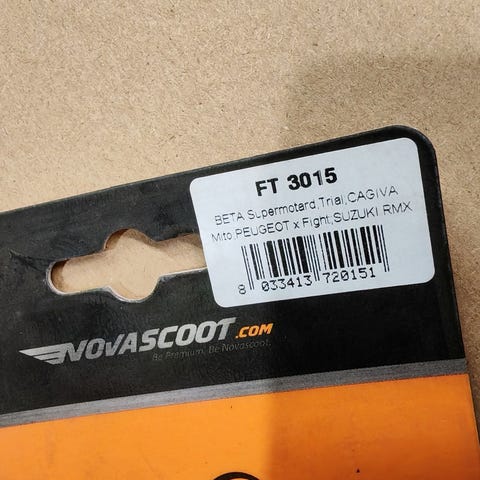 FT 3015
BETA Supermotard,Trial,CAGIVA
Mito,PEUGEOT x Fight,SUZUKI RMX
8 033413 720151
NOVASCOOT.COM
Be Premium, Be Novascoot.